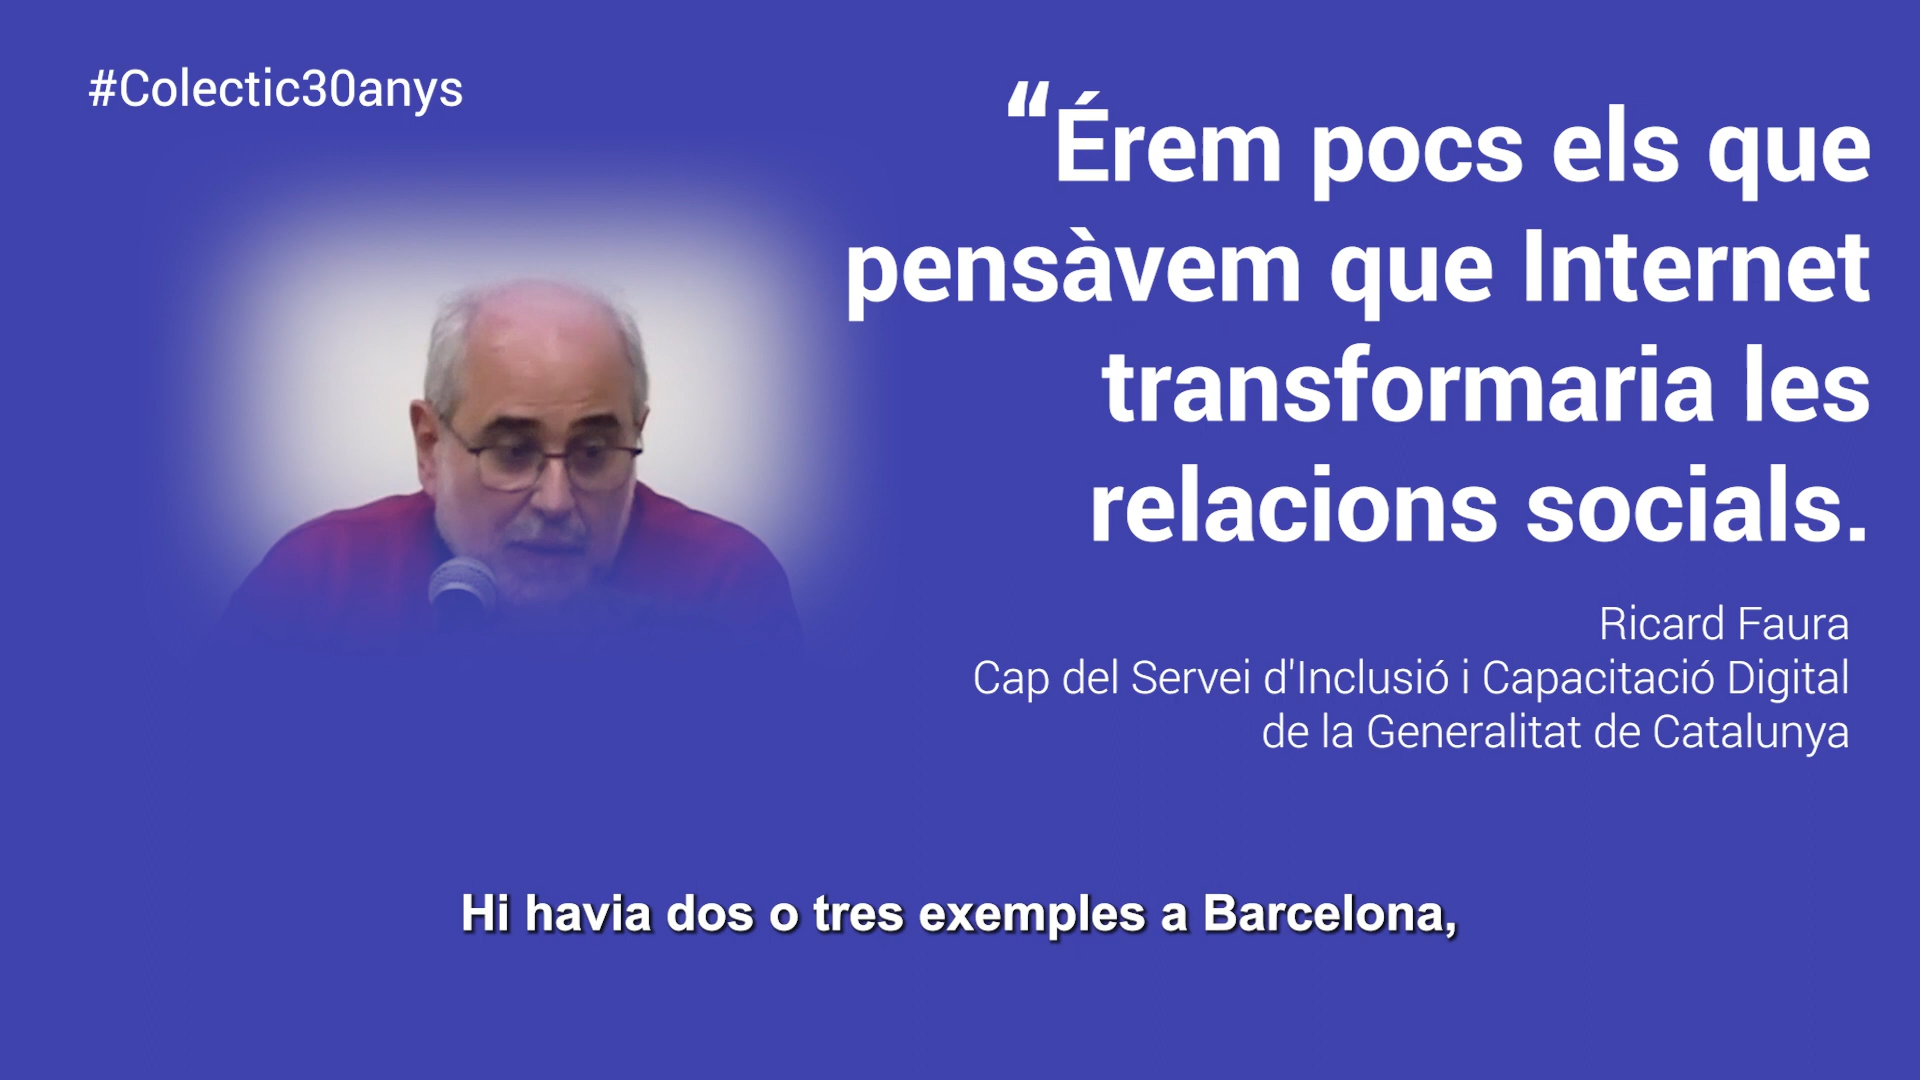 #Colectic30anys
“Érem pocs els que
pensàvem que Internet
transformaria les
relacions socials.
Ricard Faura
Cap del Servei d'Inclusió i Capacitació Digital
de la Generalitat de Catalunya
Hi havia dos o tres exemples a Barcelona,